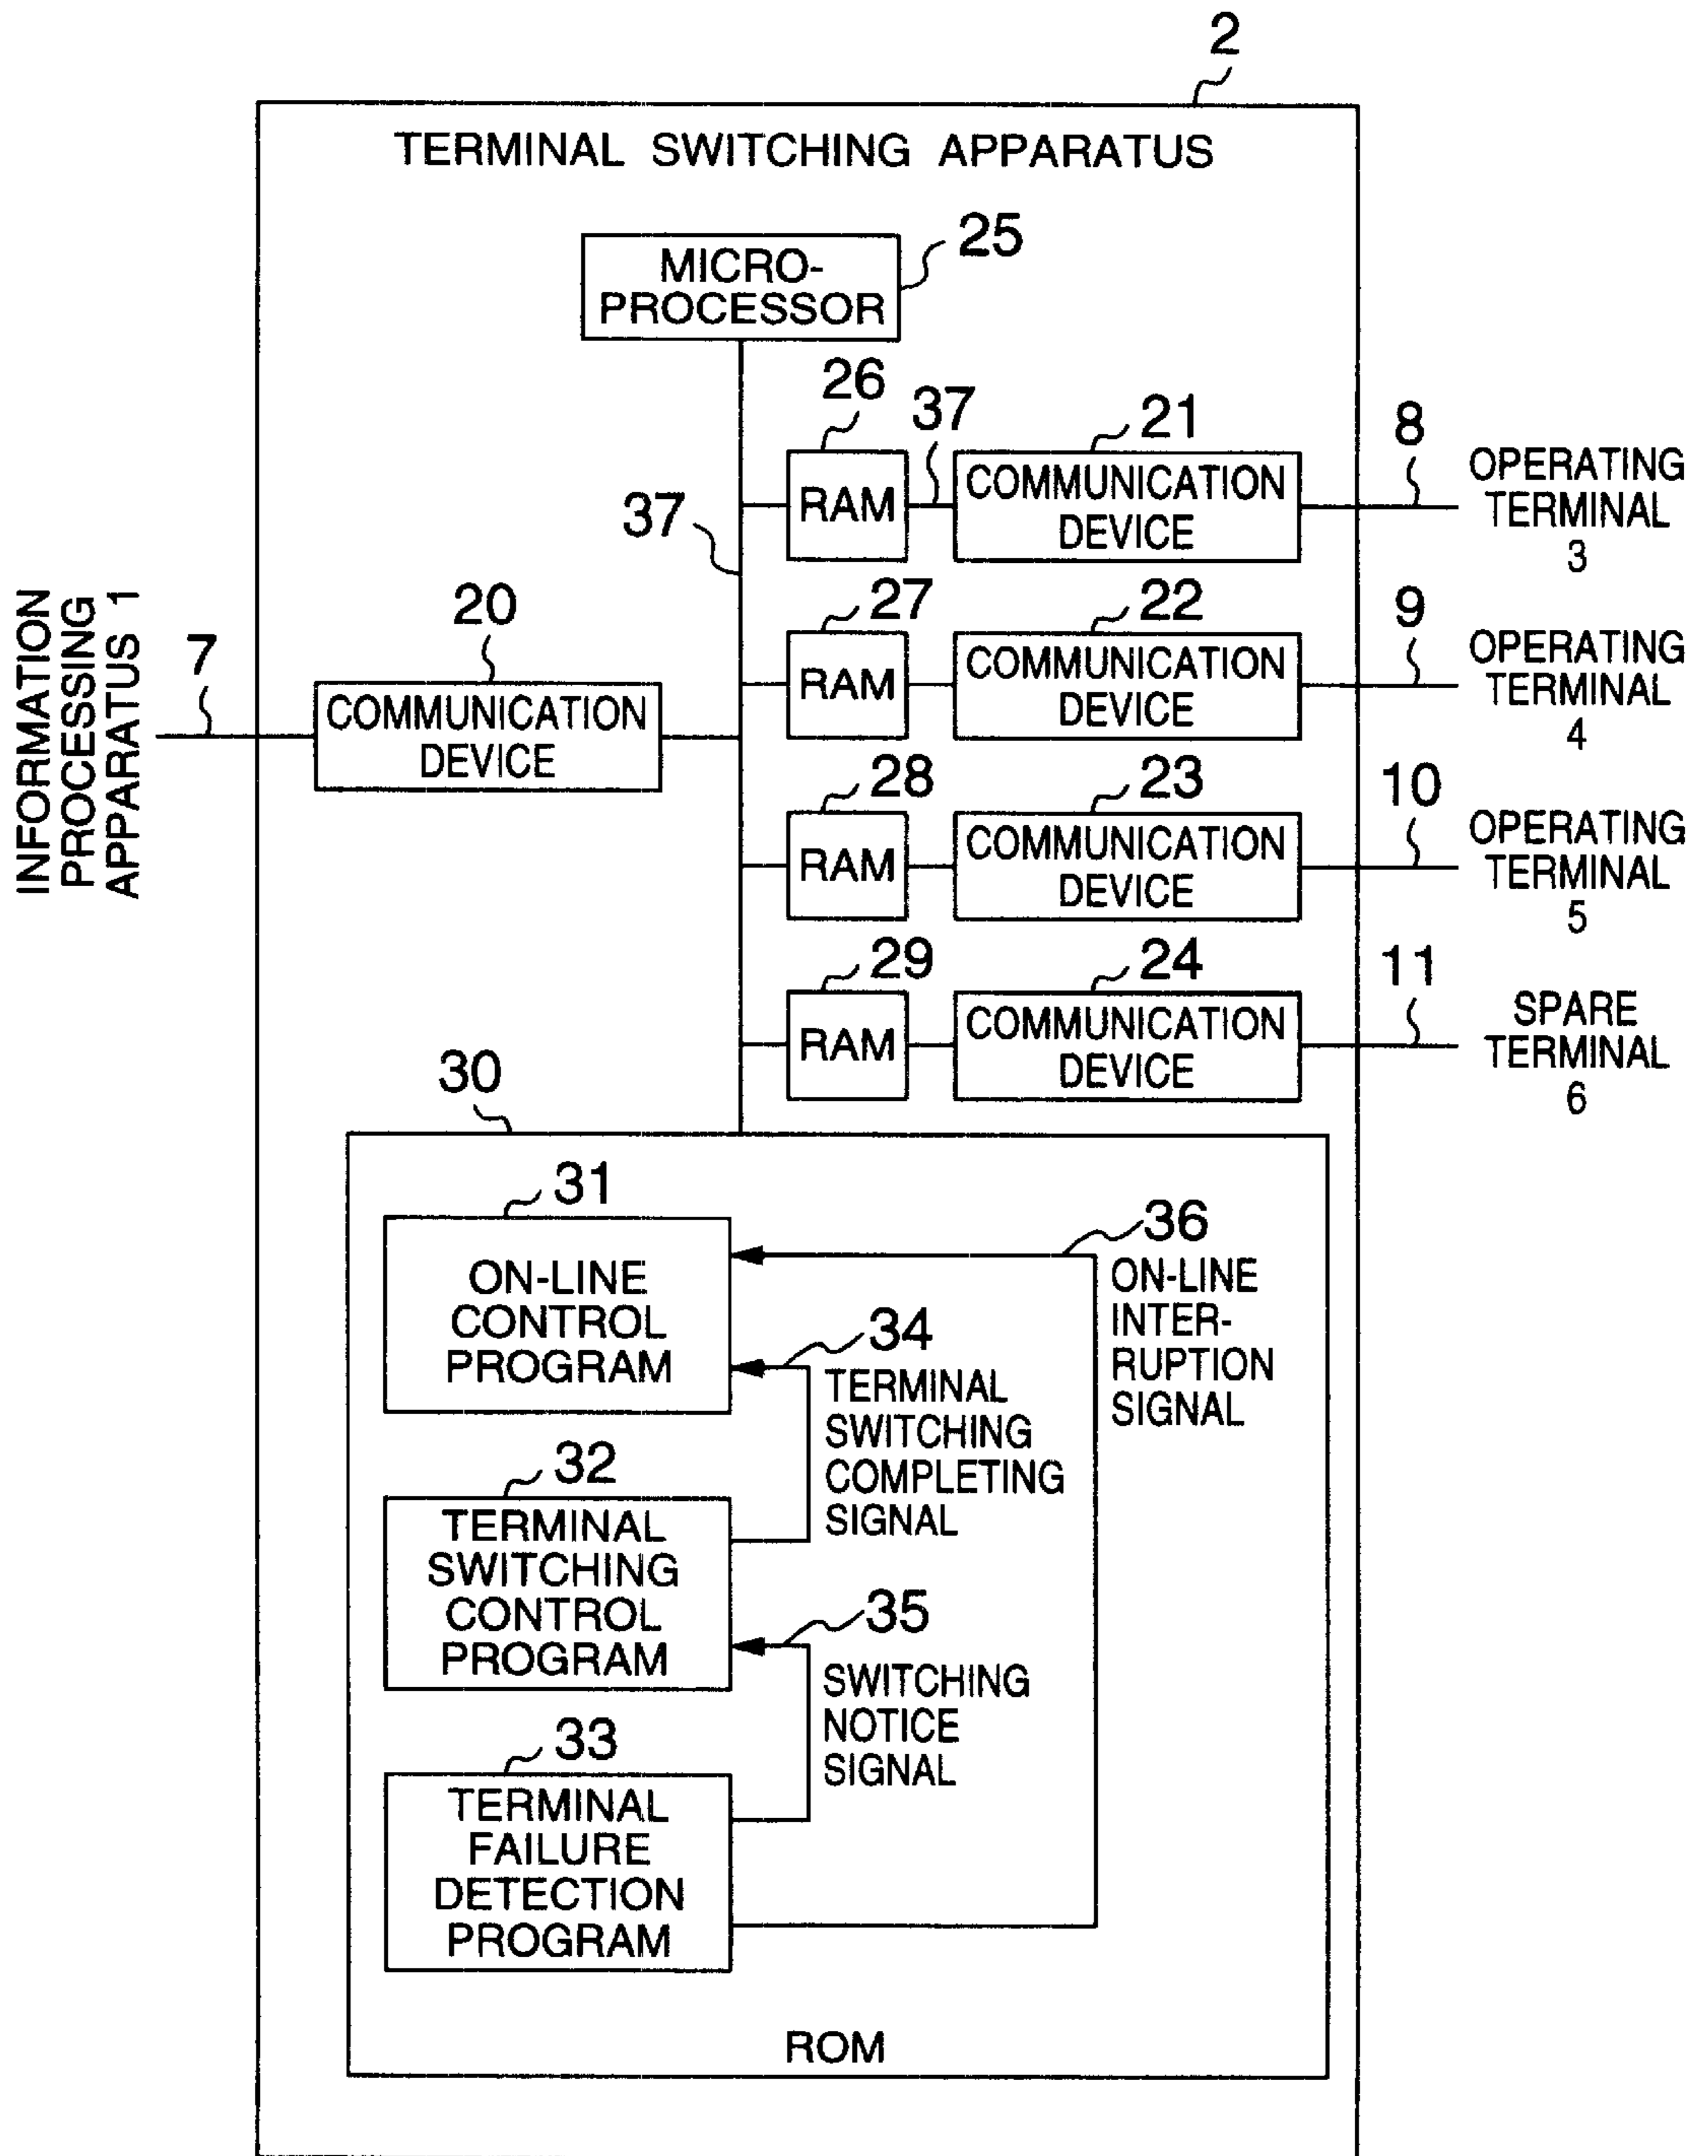 2
TERMINAL SWITCHING APPARATUS
25
MICRO-
PROCESSOR
26
37
21
8
RAM
COMMUNICATION
DEVICE
OPERATING
TERMINAL
3
37
27
22
9
RAM
COMMUNICATION
DEVICE
OPERATING
TERMINAL
4
INFORMATION
PROCESSING
APPARATUS 1
7
20
COMMUNICATION
DEVICE
28
23
10
RAM
COMMUNICATION
DEVICE
OPERATING
TERMINAL
5
29
24
11
RAM
COMMUNICATION
DEVICE
SPARE
TERMINAL
6
30
31
ON-LINE
CONTROL
PROGRAM
36
ON-LINE
INTER-
RUPTION
SIGNAL
34
TERMINAL
SWITCHING
COMPLETING
SIGNAL
32
TERMINAL
SWITCHING
CONTROL
PROGRAM
35
SWITCHING
NOTICE
SIGNAL
33
TERMINAL
FAILURE
DETECTION
PROGRAM
ROM